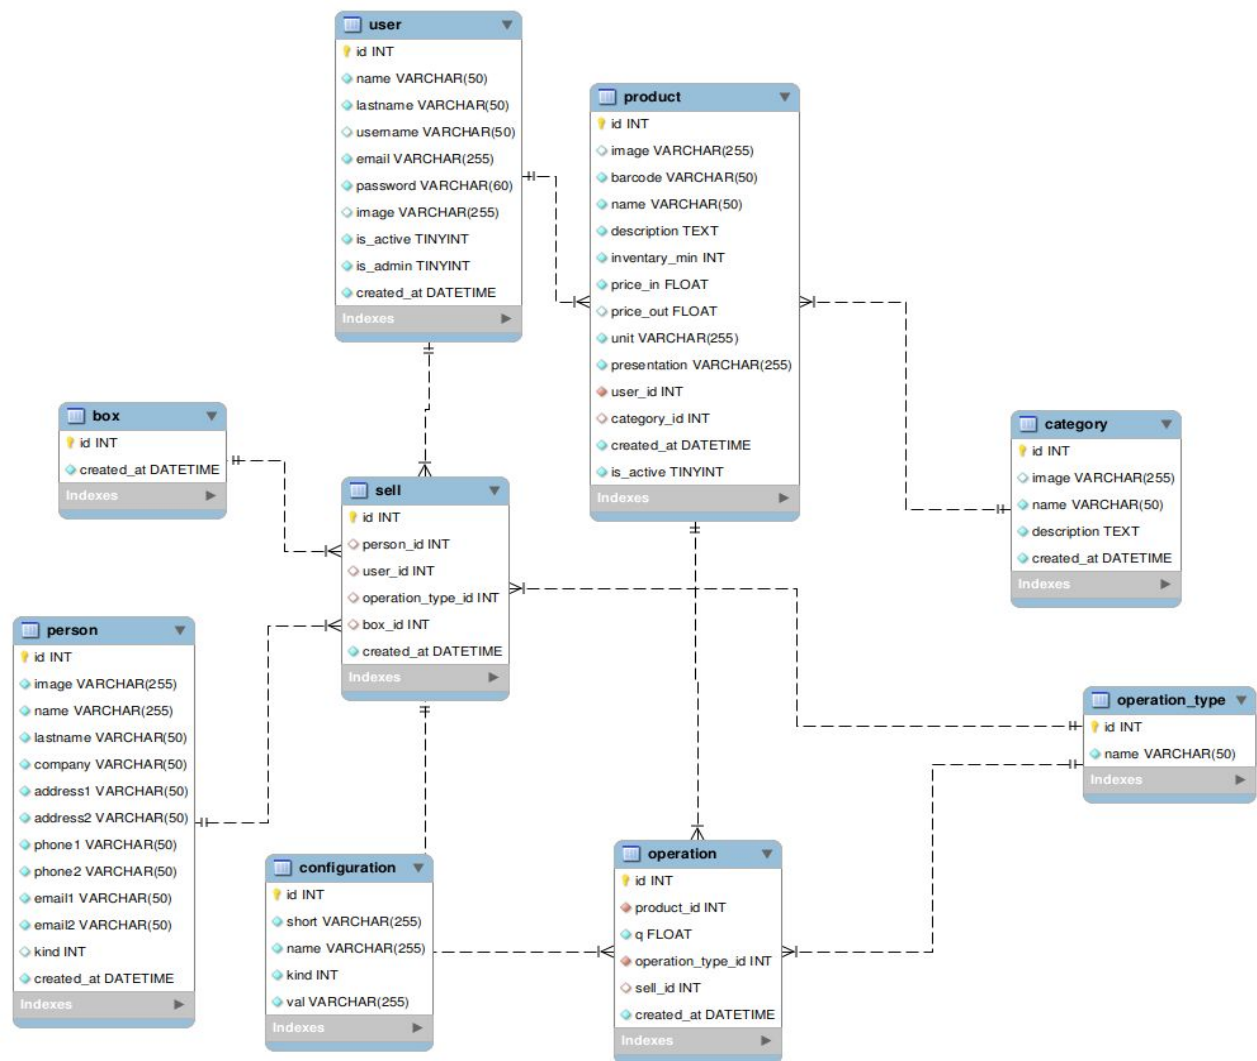 user
id INT
name VARCHAR(50)
lastname VARCHAR(50)
username VARCHAR(50)
email VARCHAR(255)
password VARCHAR(60)
image VARCHAR(255)
is_active TINYINT
is_admin TINYINT
created_at DATETIME
Indexes
product
id INT
image VARCHAR(255)
barcode VARCHAR(50)
name VARCHAR(50)
description TEXT
inventary_min INT
price_in FLOAT
price_out FLOAT
unit VARCHAR(255)
presentation VARCHAR(255)
user_id INT
category_id INT
created_at DATETIME
is_active TINYINT
Indexes
box
id INT
created_at DATETIME
Indexes
category
id INT
image VARCHAR(255)
name VARCHAR(50)
description TEXT
created_at DATETIME
Indexes
sell
id INT
person_id INT
user_id INT
operation_type_id INT
box_id INT
created_at DATETIME
Indexes
person
id INT
image VARCHAR(255)
name VARCHAR(255)
lastname VARCHAR(50)
company VARCHAR(50)
address1 VARCHAR(50)
address2 VARCHAR(50)
phone1 VARCHAR(50)
phone2 VARCHAR(50)
email1 VARCHAR(50)
email2 VARCHAR(50)
kind INT
created_at DATETIME
Indexes
operation_type
id INT
name VARCHAR(50)
Indexes
configuration
id INT
short VARCHAR(255)
name VARCHAR(255)
kind INT
val VARCHAR(255)
Indexes
operation
id INT
product_id INT
q FLOAT
operation_type_id INT
sell_id INT
created_at DATETIME
Indexes